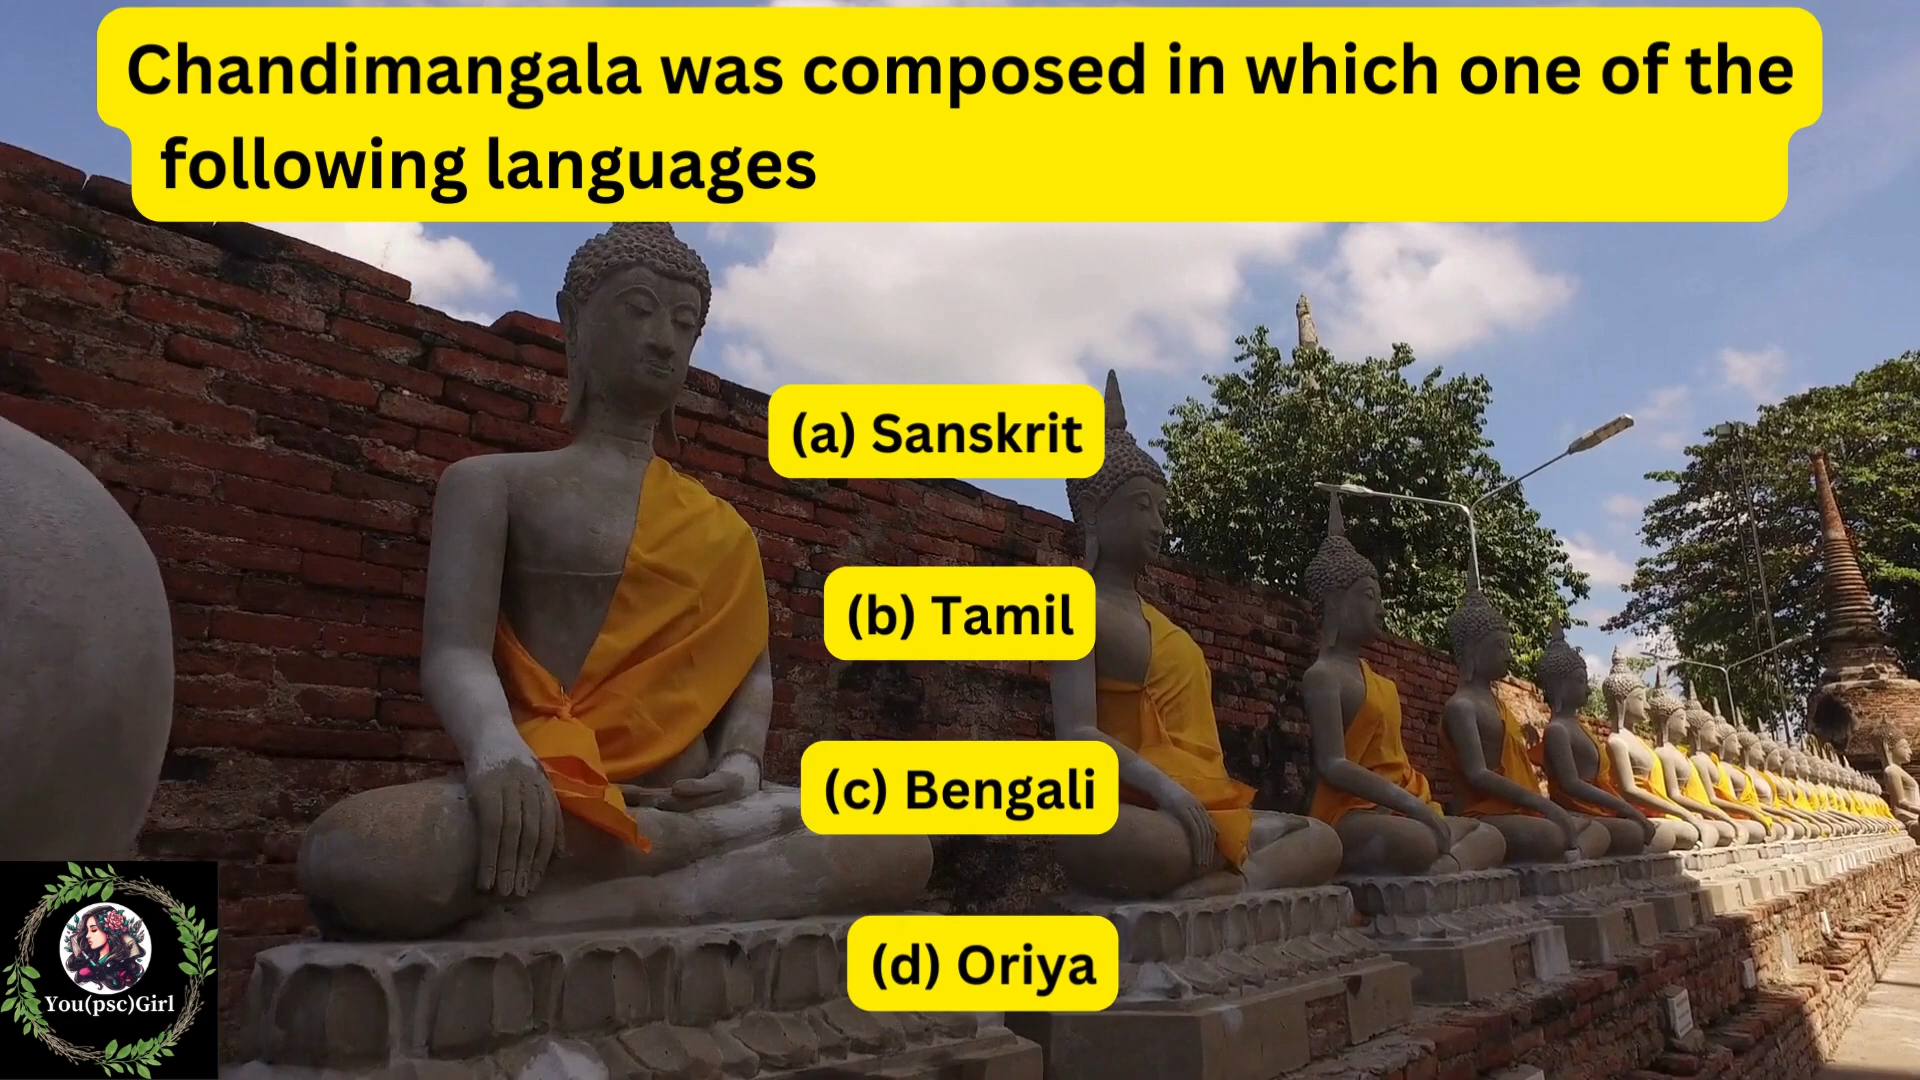 Chandimangala was composed in which one of the
following languages
(a) Sanskrit
(b) Tamil
(c) Bengali
(d) Oriya
You(psc)Girl